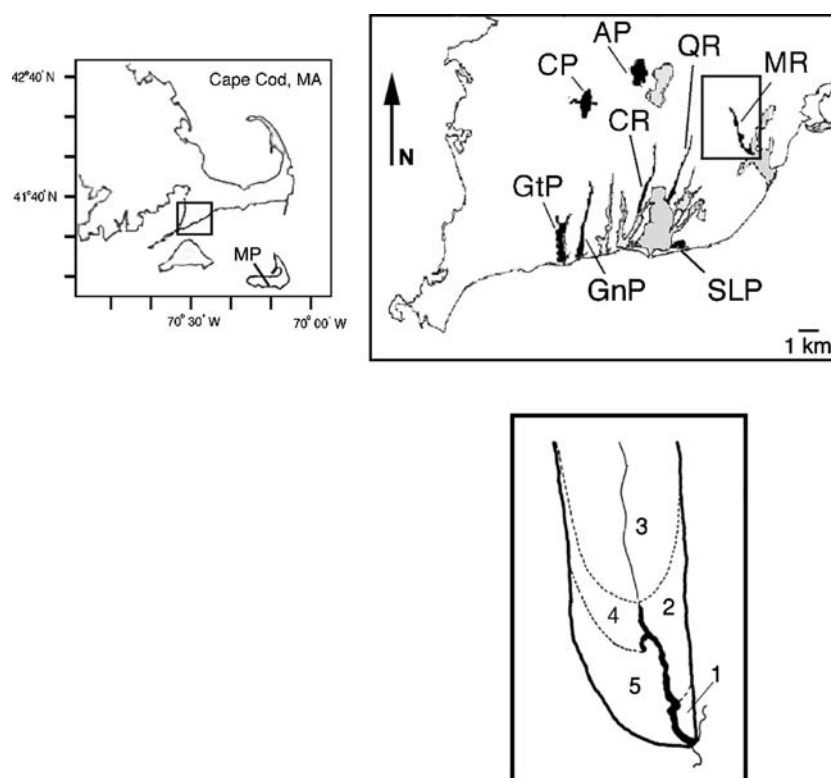 42° 40' N
Cape Cod, MA
41° 40' N
MP
70° 30' W
70° 00' W
AP
QR
CP
MR
CR
N
GtP
GnP
SLP
1 km
3
2
4
5
1